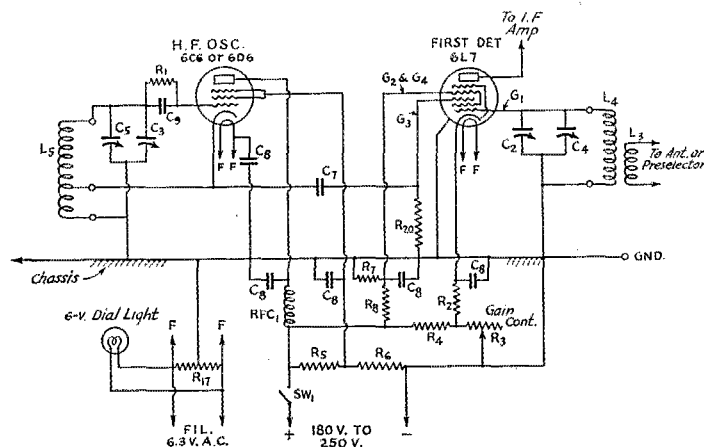 H.F. OSC.
6C6 or 6D6
FIRST DET
6L7
To I.F
Amp
R1
G2 & G4
G1
G3
L5
C5
C3
C9
C8
F
F
C7
F
F
C2
C4
L4
L3
To Ant. or
Preselector
R20
Chassis
GND.
C8
RFC1
C8
R7
C8
R8
R2
C8
Gain
Cont.
R4
R3
6-V. Dial Light
F
F
R17
R5
R6
SW1
FIL.
6.3 V. A.C.
+
180 V. TO
250 V.
-